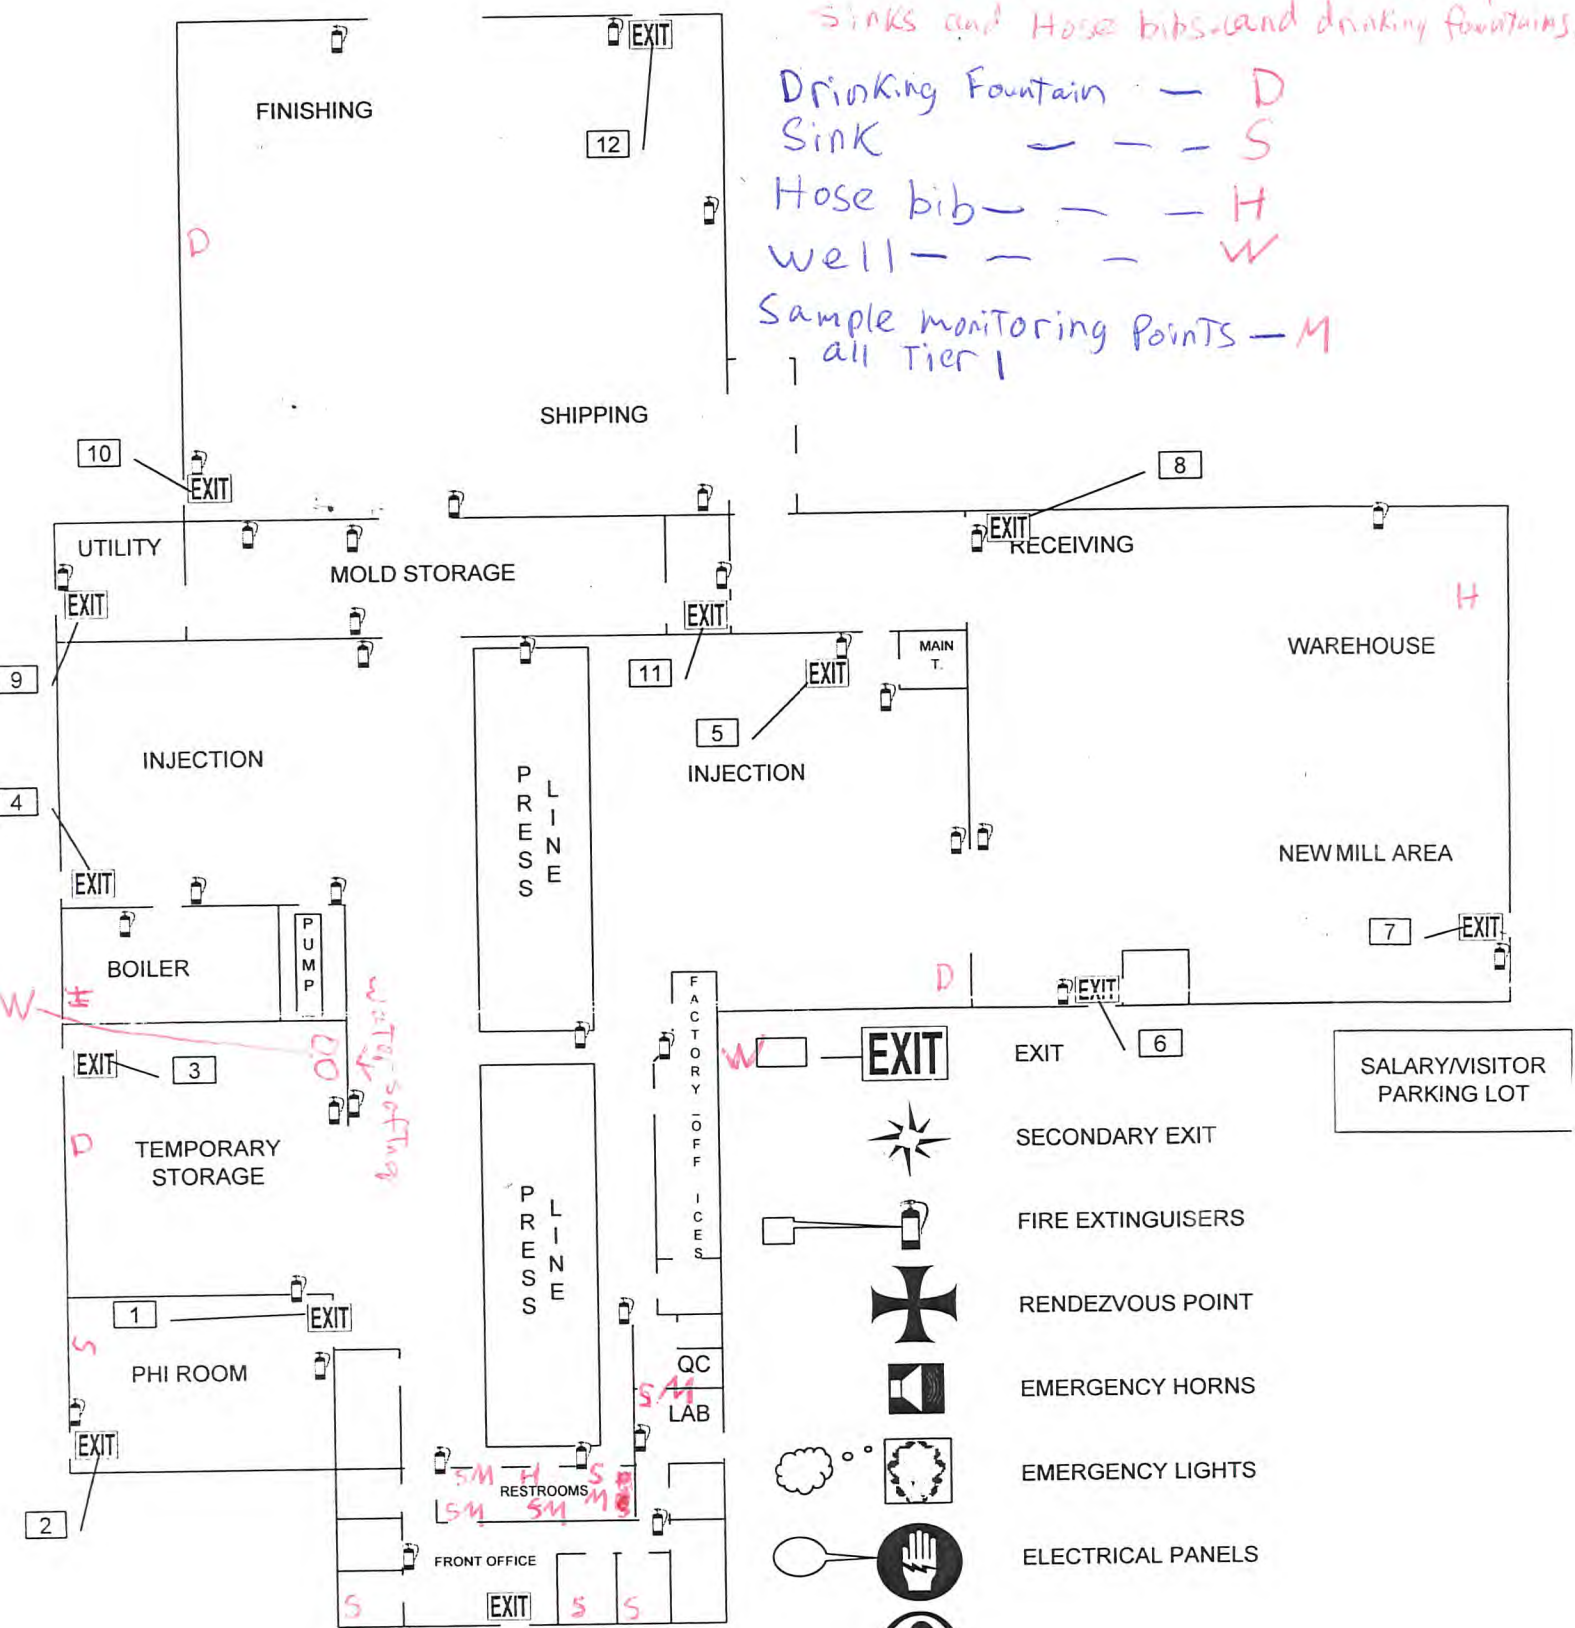 Sinks and Hose bibs and drinking fountains
Drinking Fountain — D
Sink — — — S
Hose bib — — — H
well — — — W
Sample moniToring PoinTs — M
all Tier 1
EXIT
FINISHING
12
D
SHIPPING
10
EXIT
8
EXIT
RECEIVING
UTILITY
MOLD STORAGE
EXIT
EXIT
H
WAREHOUSE
9
11
MAIN
T.
EXIT
5
INJECTION
INJECTION
PRESS LINE
4
EXIT
NEW MILL AREA
7
EXIT
PUMP
BOILER
H
W
D
EXIT
6
FACTORY OFFICES
W
EXIT
EXIT
SALARY/VISITOR
PARKING LOT
EXIT
3
D
TEMPORARY
STORAGE
SECONDARY EXIT
PRESS LINE
FIRE EXTINGUISERS
1
EXIT
RENDEZVOUS POINT
S
PHI ROOM
QC
S M
LAB
EMERGENCY HORNS
EXIT
2
SM H S
RESTROOMS
SM SM M S
EMERGENCY LIGHTS
FRONT OFFICE
ELECTRICAL PANELS
S
EXIT
S
S